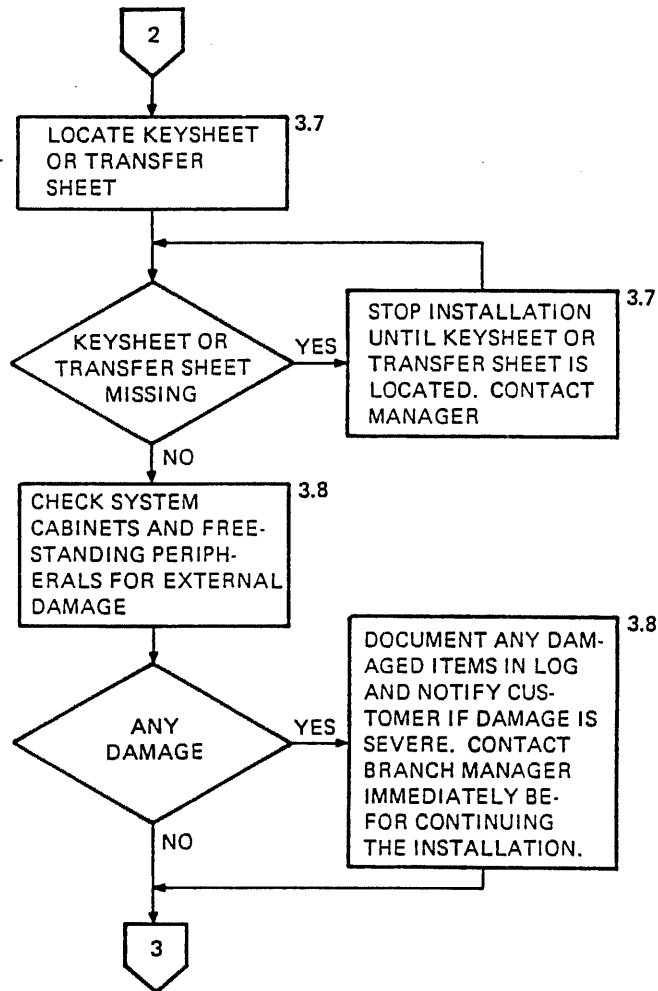 2
3.7
LOCATE KEYSHEET
OR TRANSFER
SHEET
KEYSHEET OR
TRANSFER SHEET
MISSING
YES
3.7
STOP INSTALLATION
UNTIL KEYSHEET OR
TRANSFER SHEET IS
LOCATED. CONTACT
MANAGER
NO
3.8
CHECK SYSTEM
CABINETS AND FREE-
STANDING PERIPH-
ERALS FOR EXTERNAL
DAMAGE
ANY
DAMAGE
YES
3.8
DOCUMENT ANY DAM-
AGED ITEMS IN LOG
AND NOTIFY CUS-
TOMER IF DAMAGE IS
SEVERE. CONTACT
BRANCH MANAGER
IMMEDIATELY BE-
FOR CONTINUING
THE INSTALLATION.
NO
3